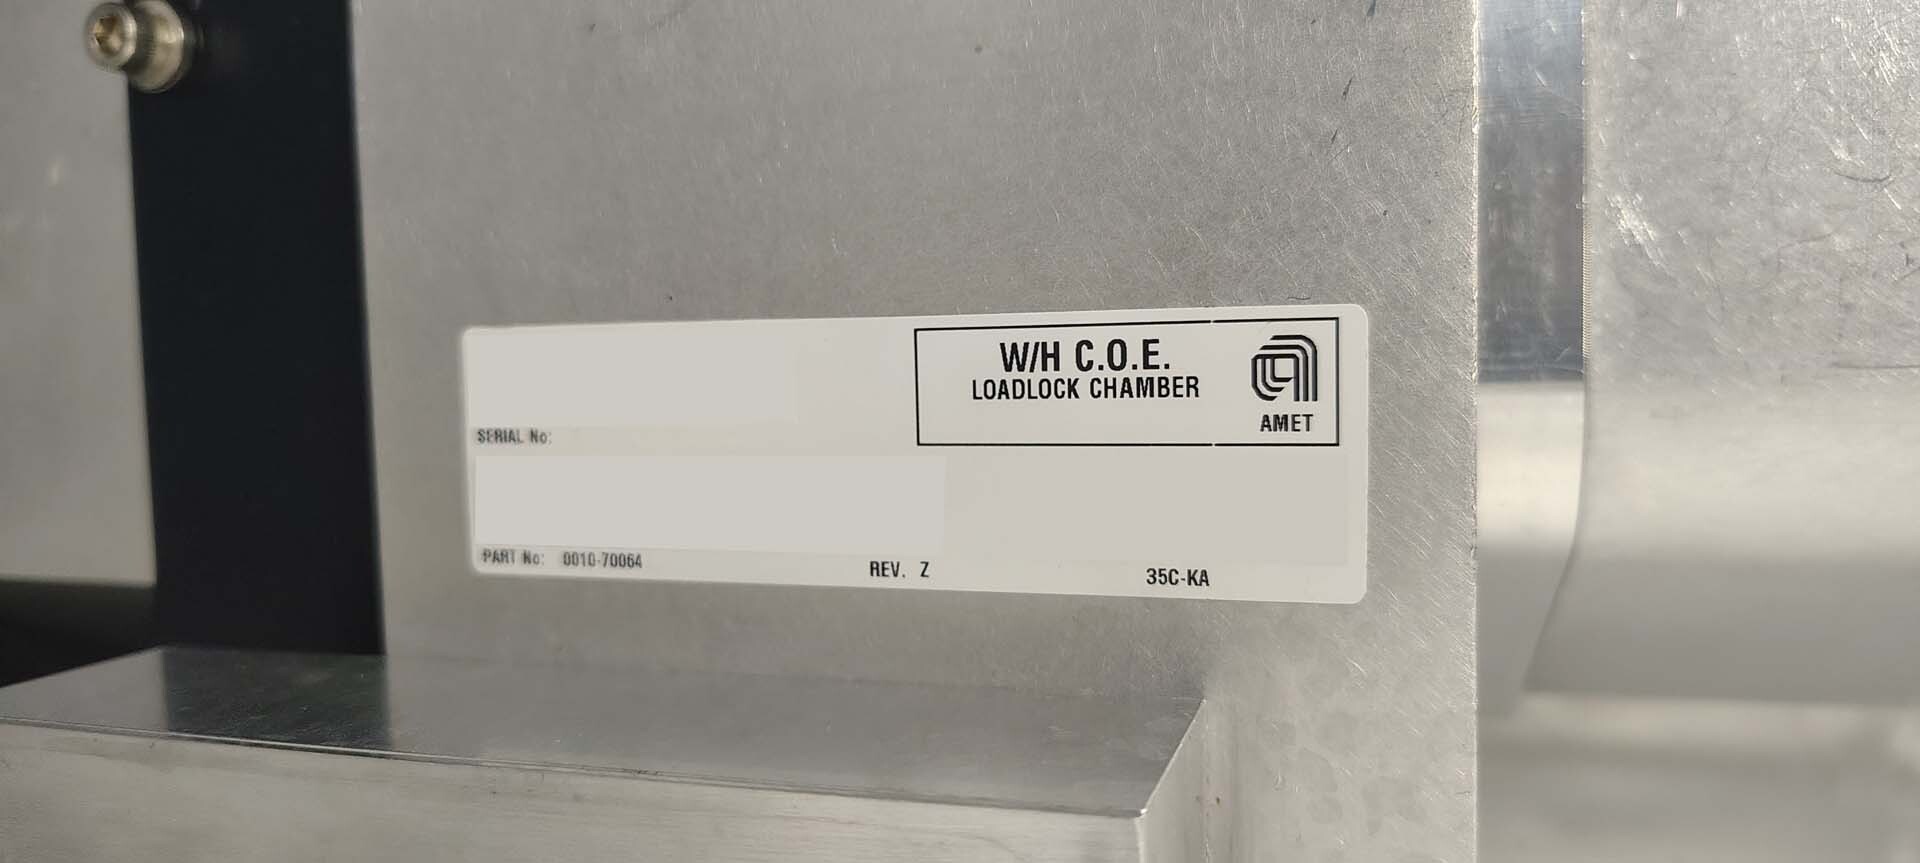 W/H C.O.E.
LOADLOCK CHAMBER
AMET
SERIAL No:
PART No: 0010-70064 REV. Z 35C-KA